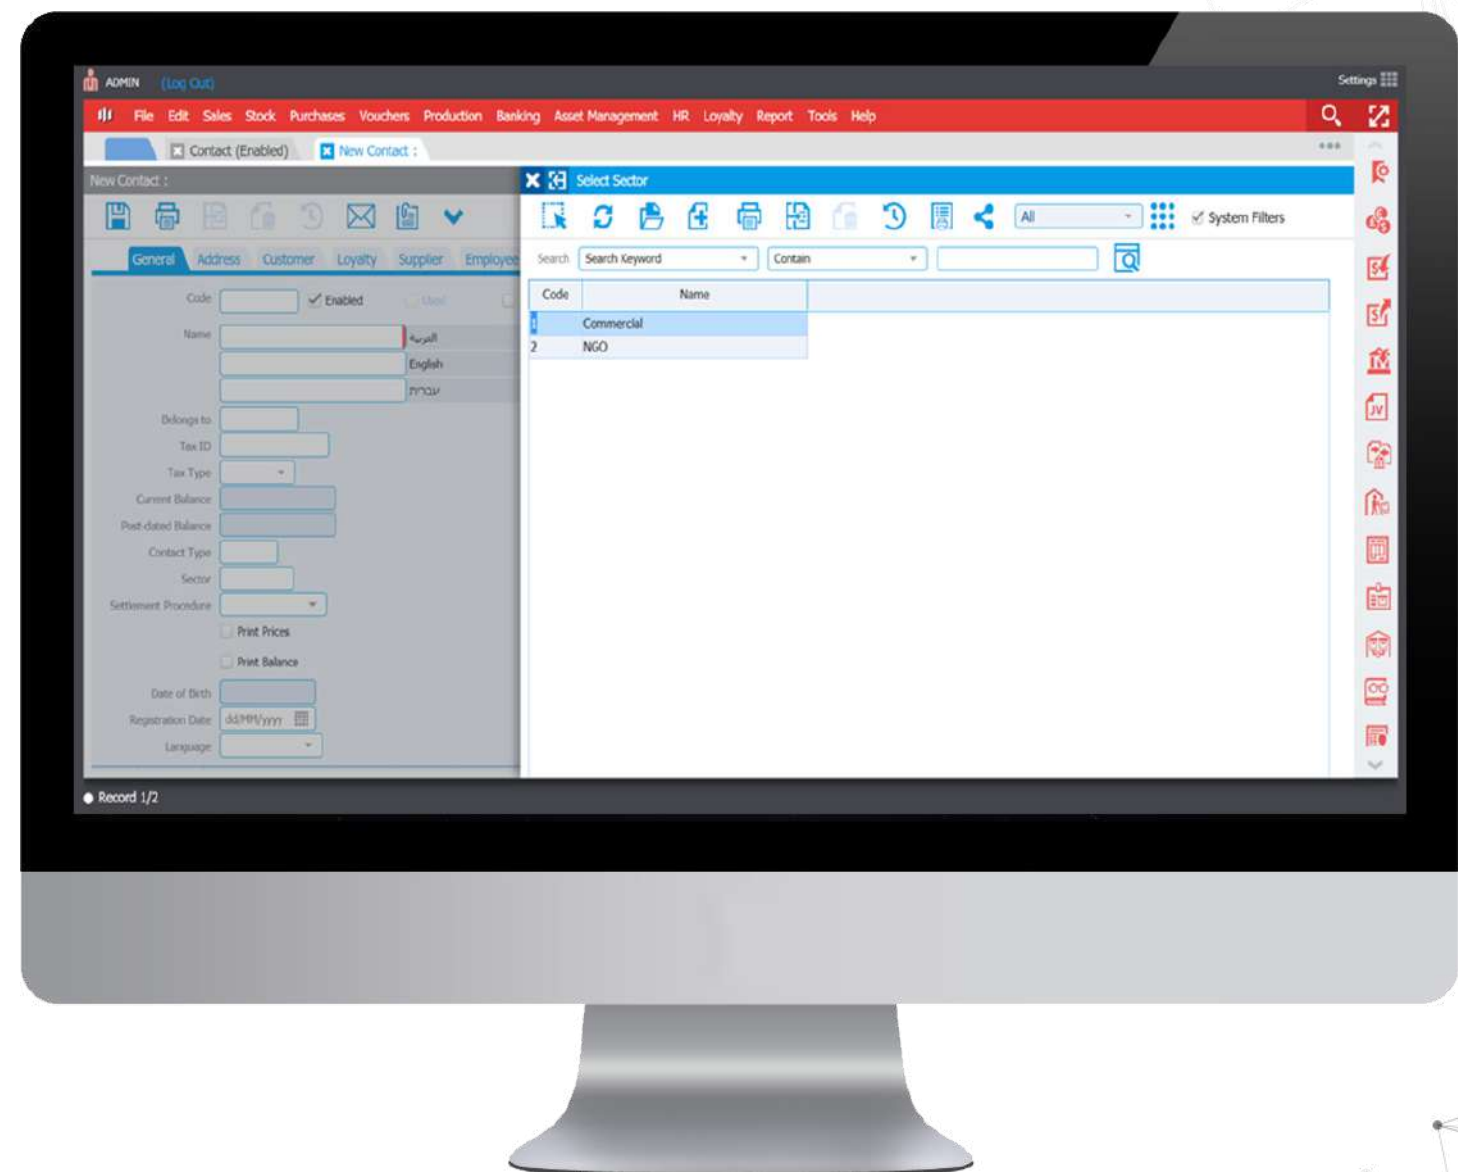 ADMIN (Log Out) Settings
File Edit Sales Stock Purchases Vouchers Production Banking Asset Management HR Loyalty Report Tools Help
Contact (Enabled) New Contact :
New Contact :
Select Sector
All System Filters
General Address Customer Loyalty Supplier Employee
Search Search Keyword Contain
Code Enabled
Name العربية
English
עברית
Belongs to
Tax ID
Tax Type
Current Balance
Post-dated Balance
Contact Type
Sector
Settlement Procedure
Print Prices
Print Balance
Date of Birth
Registration Date dd/MM/yyyy
Language
Code Name
1 Commercial
2 NGO
JV
Record 1/2